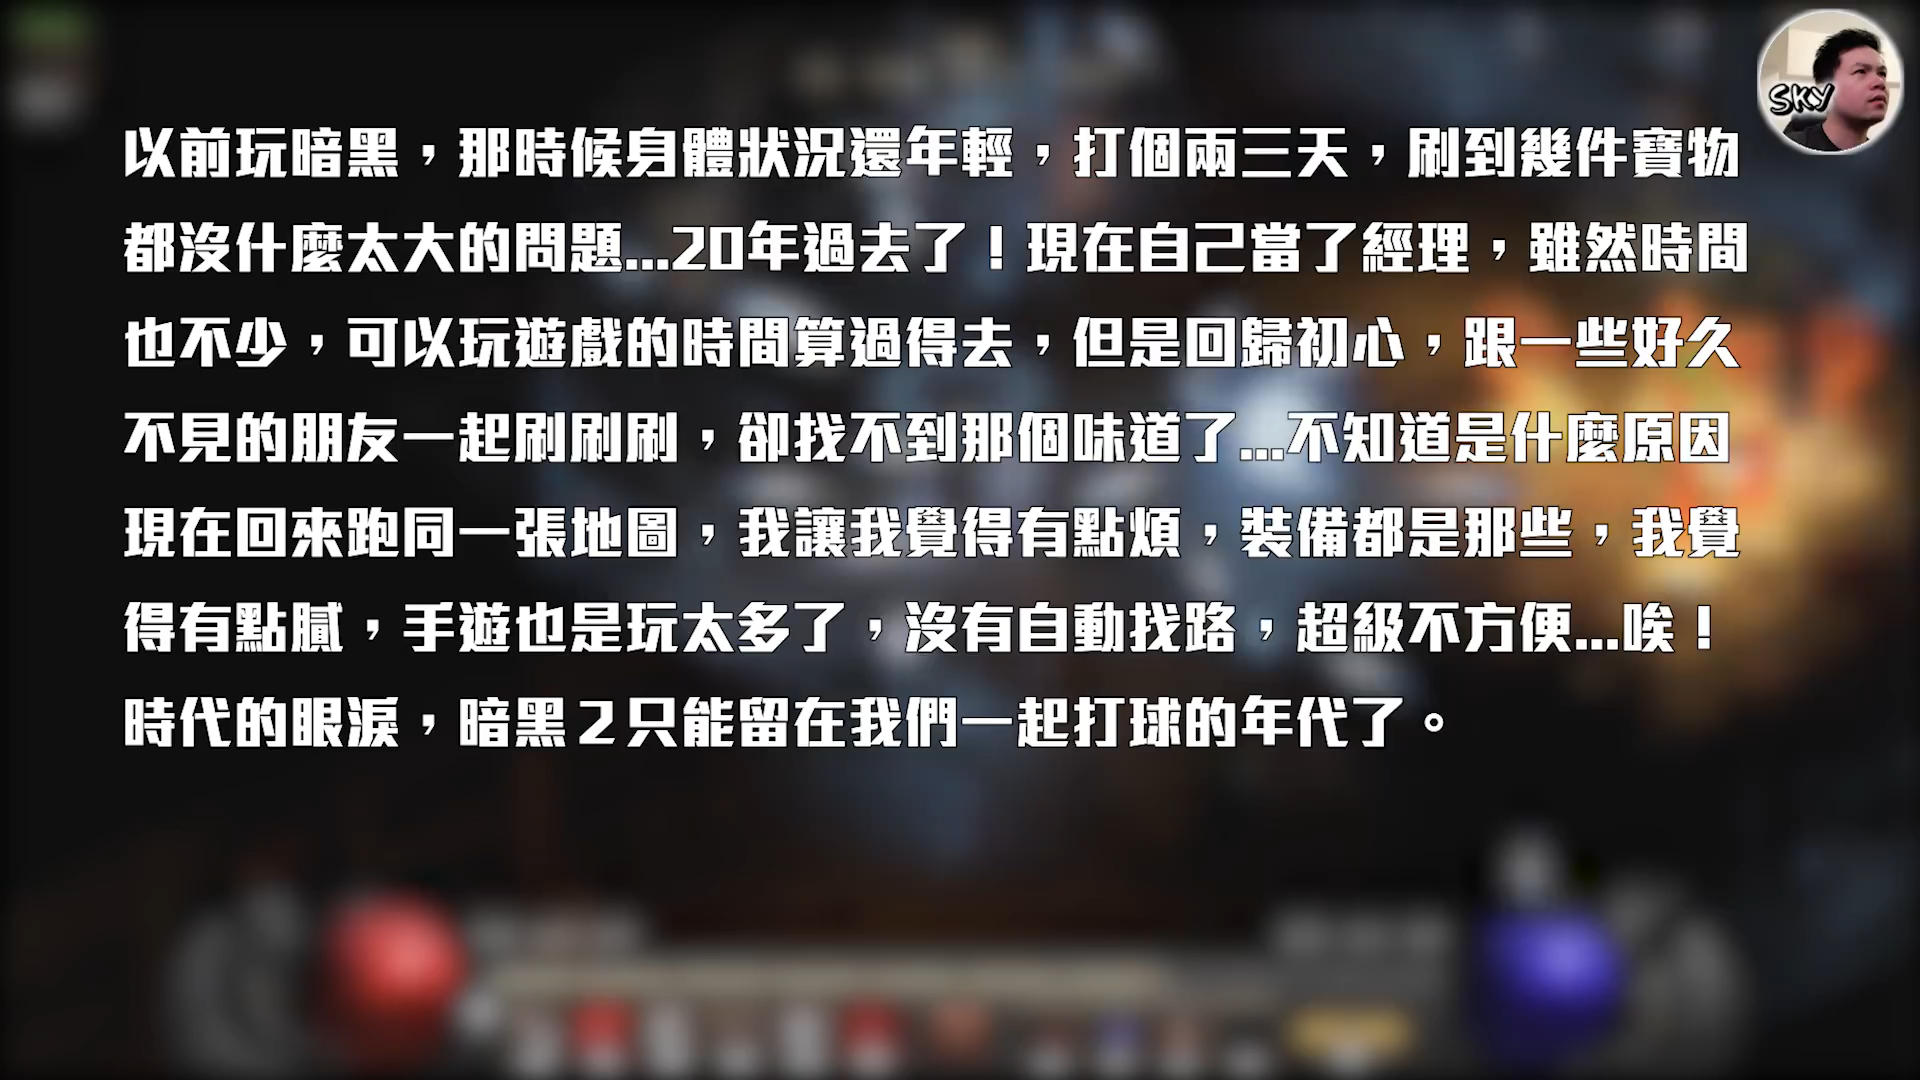 SKY
以前玩暗黑，那時候身體狀況還年輕，打個兩三天，刷到幾件寶物
都沒什麼太大的問題...20年過去了！現在自己當了經理，雖然時間
也不少，可以玩遊戲的時間算過得去，但是回歸初心，跟一些好久
不見的朋友一起刷刷刷，卻找不到那個味道了...不知道是什麼原因
現在回來跑同一張地圖，我讓我覺得有點煩，裝備都是那些，我覺
得有點膩，手遊也是玩太多了，沒有自動找路，超級不方便...唉！
時代的眼淚，暗黑２只能留在我們一起打球的年代了。